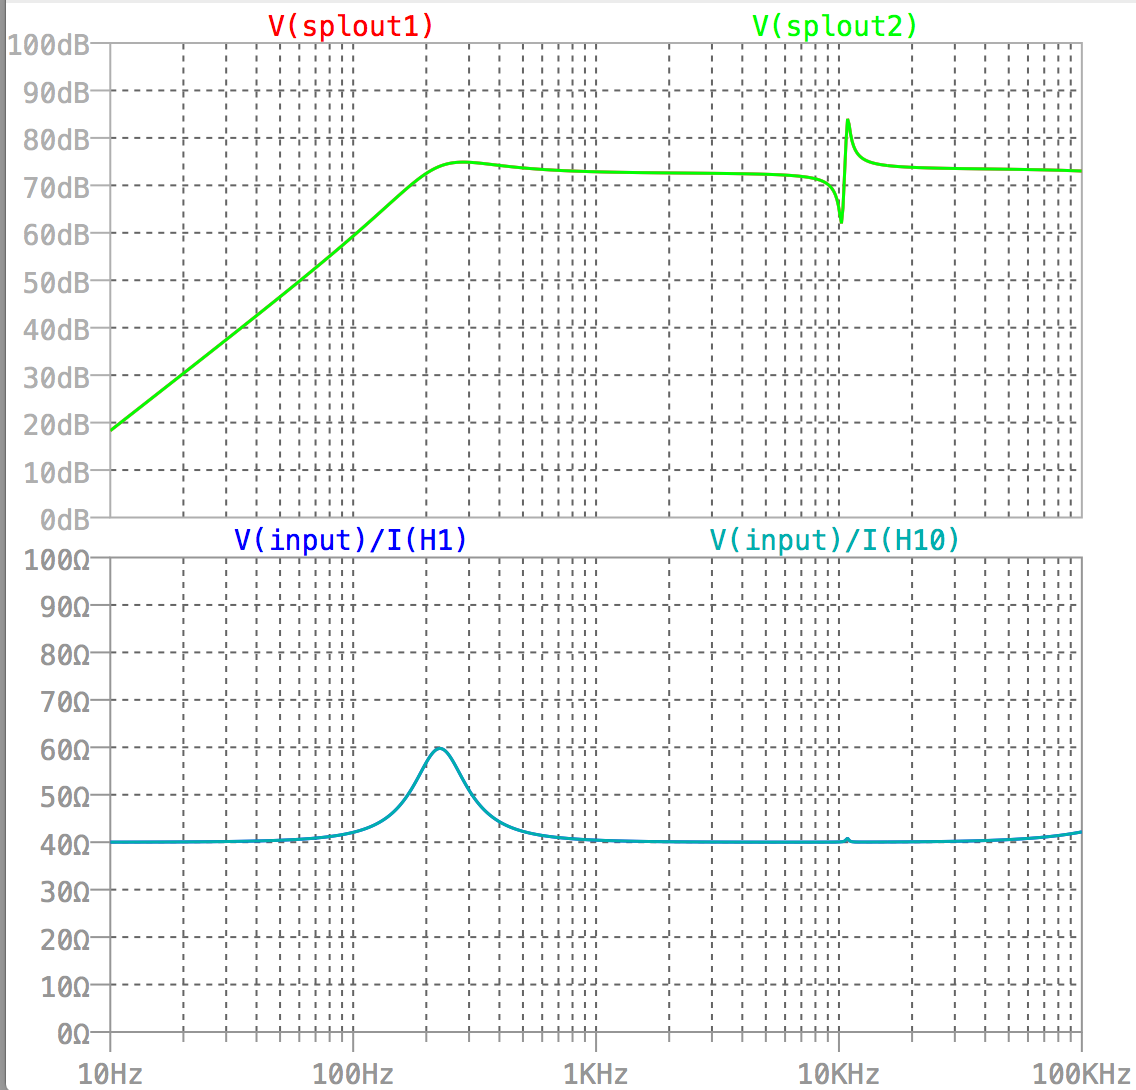 V(splout1) V(splout2)
100dB
90dB
80dB
70dB
60dB
50dB
40dB
30dB
20dB
10dB
0dB
V(input)/I(H1) V(input)/I(H10)
100Ω
90Ω
80Ω
70Ω
60Ω
50Ω
40Ω
30Ω
20Ω
10Ω
0Ω
10Hz 100Hz 1KHz 10KHz 100KHz